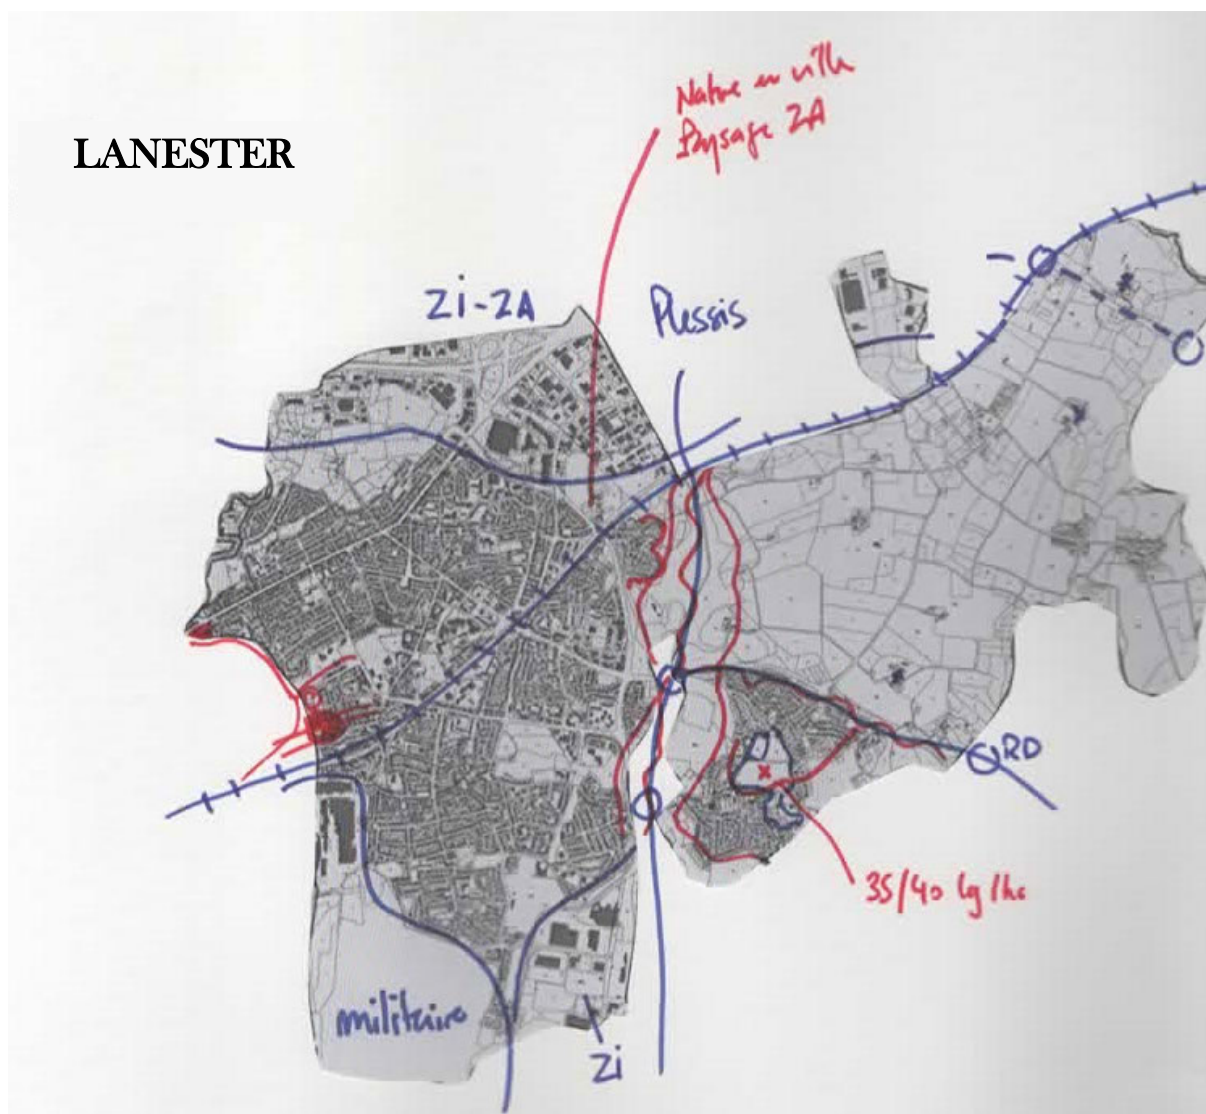 Nature en ville
Paysage ZA
LANESTER
Zi-ZA
Plessis
RD
35/40 lg/ha
militaire
Zi